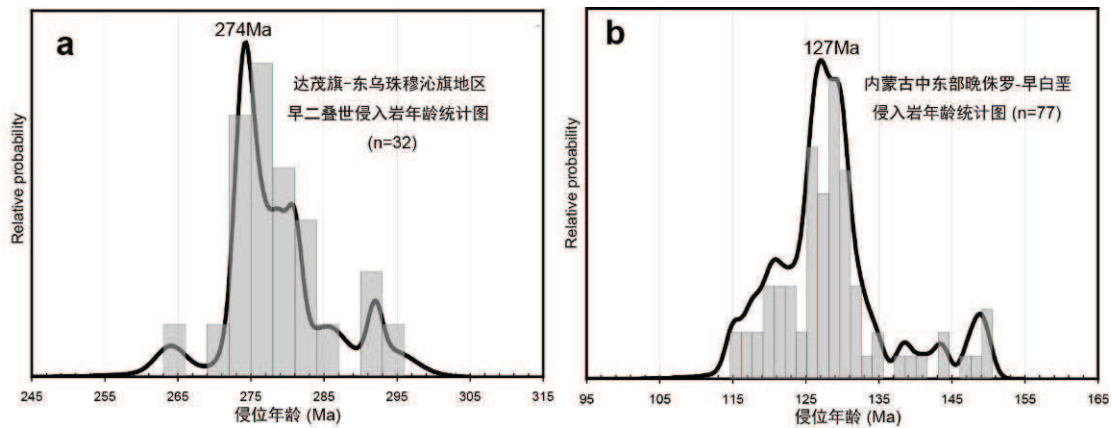 a
274Ma
达茂旗-东乌珠穆沁旗地区
早二叠世侵入岩年龄统计图
(n=32)
Relative probability
245 255 265 275 285 295 305 315
侵位年龄 (Ma)
b
127Ma
内蒙古中东部晚侏罗-早白垩
侵入岩年龄统计图 (n=77)
Relative probability
95 105 115 125 135 145 155 165
侵位年龄 (Ma)